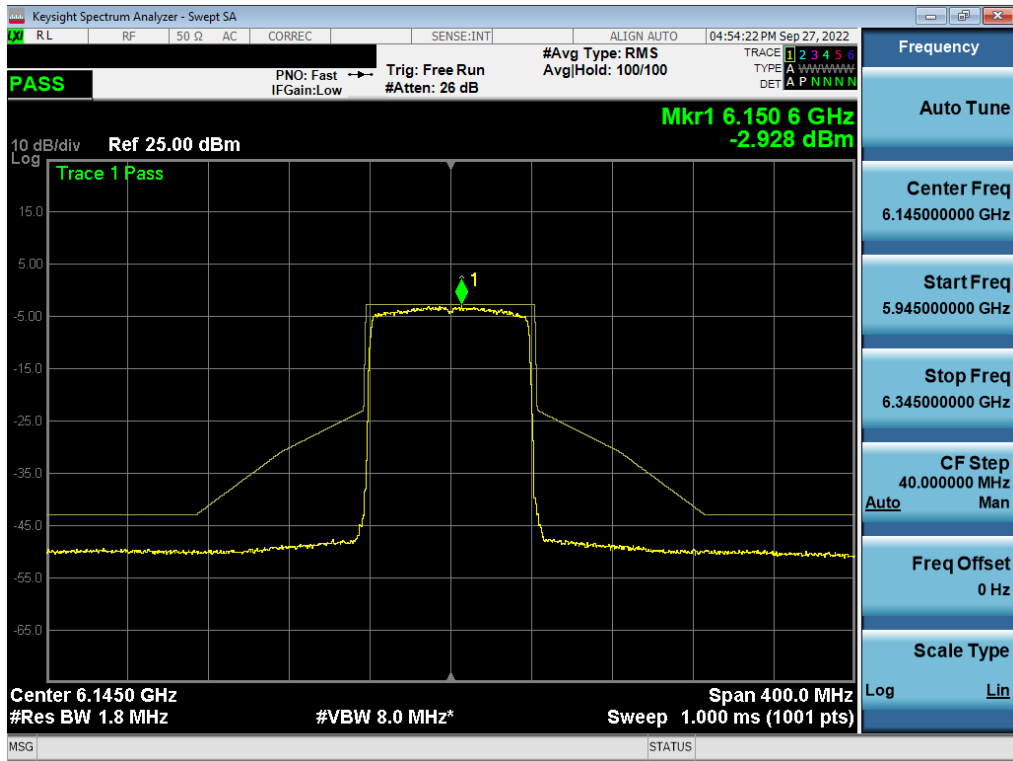 Keysight Spectrum Analyzer - Swept SA
LXI RL RF 50 Ω AC CORREC SENSE:INT ALIGN AUTO 04:54:22 PM Sep 27, 2022
PASS
PNO: Fast
IFGain:Low
Trig: Free Run
#Atten: 26 dB
#Avg Type: RMS
Avg|Hold: 100/100
TRACE 1 2 3 4 5 6
TYPE A WWWWW
DET A P N N N N
Mkr1 6.150 6 GHz
-2.928 dBm
10 dB/div Ref 25.00 dBm
Log
Trace 1 Pass
1
15.0
5.00
-5.00
-15.0
-25.0
-35.0
-45.0
-55.0
-65.0
Center 6.1450 GHz Span 400.0 MHz
#Res BW 1.8 MHz #VBW 8.0 MHz* Sweep 1.000 ms (1001 pts)
MSG STATUS
Frequency
Auto Tune
Center Freq
6.145000000 GHz
Start Freq
5.945000000 GHz
Stop Freq
6.345000000 GHz
CF Step
40.000000 MHz
Auto Man
Freq Offset
0 Hz
Scale Type
Log Lin